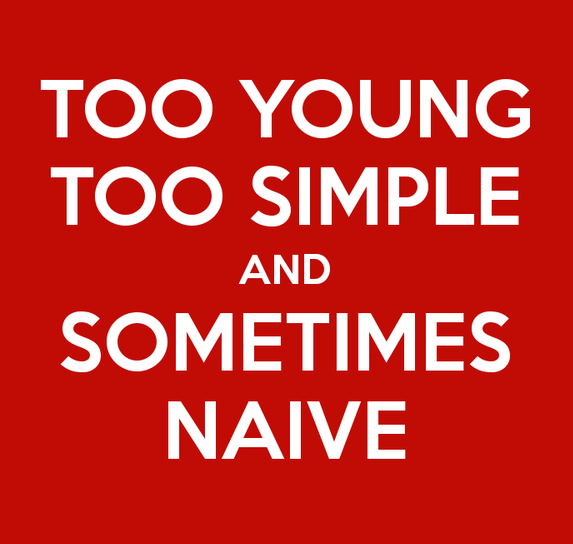 TOO YOUNG
TOO SIMPLE
AND
SOMETIMES
NAIVE